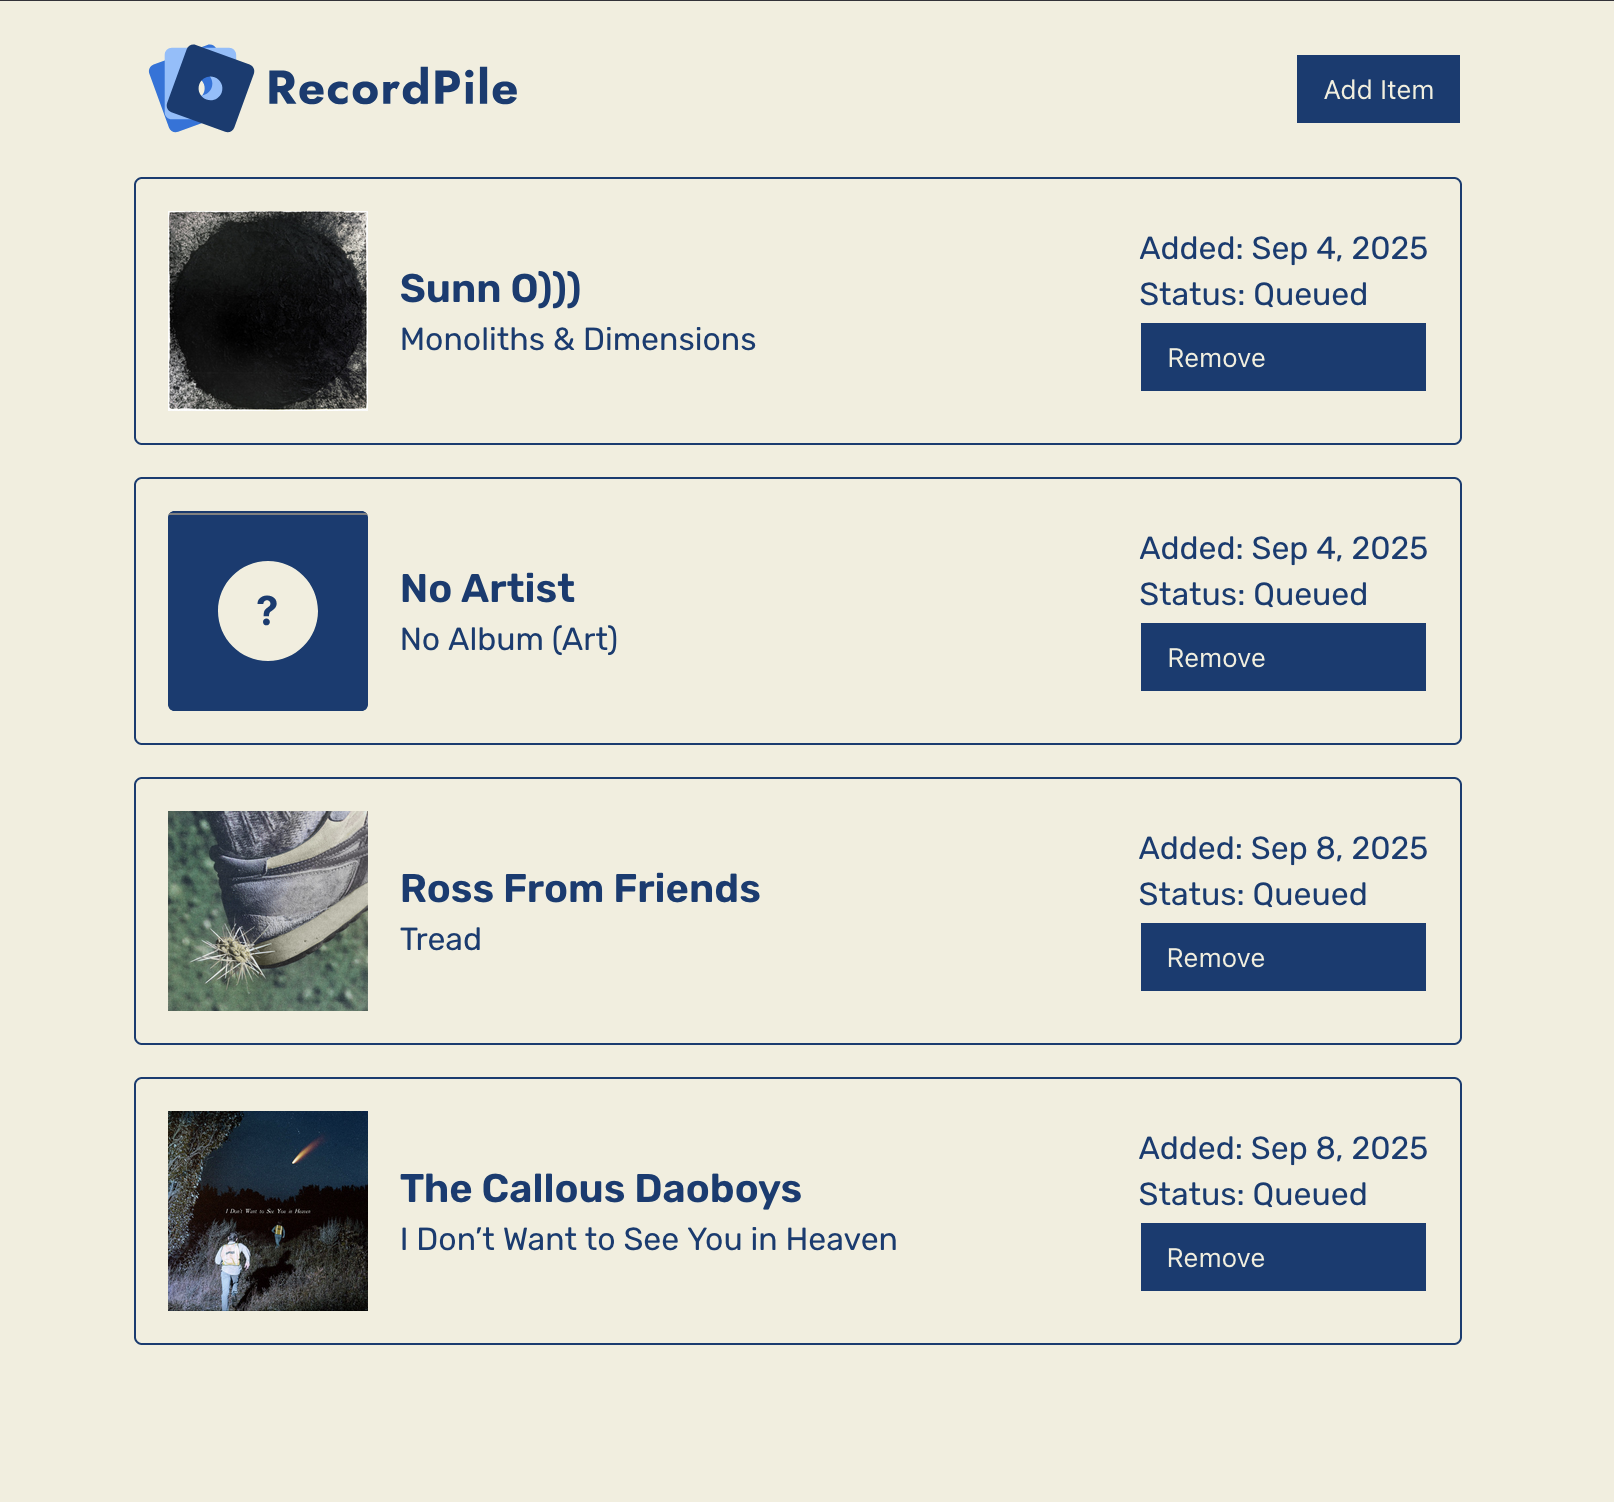 RecordPile
Add Item
Sunn O)))
Monoliths & Dimensions
Added: Sep 4, 2025
Status: Queued
Remove
?
No Artist
No Album (Art)
Added: Sep 4, 2025
Status: Queued
Remove
Ross From Friends
Tread
Added: Sep 8, 2025
Status: Queued
Remove
I Don't Want to See You in Heaven
The Callous Daoboys
I Don’t Want to See You in Heaven
Added: Sep 8, 2025
Status: Queued
Remove